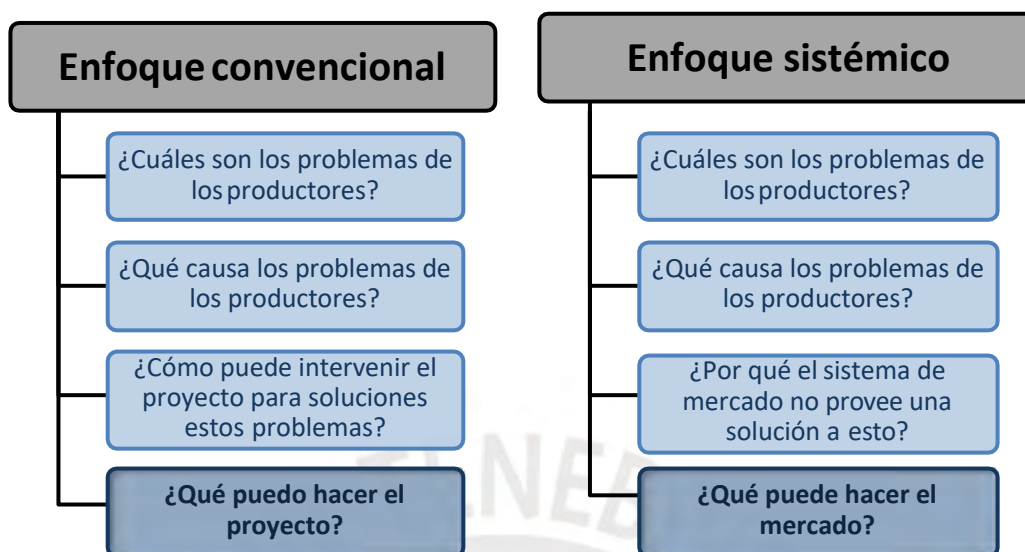 Enfoque convencional
¿Cuáles son los problemas de
los productores?
¿Qué causa los problemas de
los productores?
¿Cómo puede intervenir el
proyecto para soluciones
estos problemas?
¿Qué puedo hacer el
proyecto?
Enfoque sistémico
¿Cuáles son los problemas de
los productores?
¿Qué causa los problemas de
los productores?
¿Por qué el sistema de
mercado no provee una
solución a esto?
¿Qué puede hacer el
mercado?